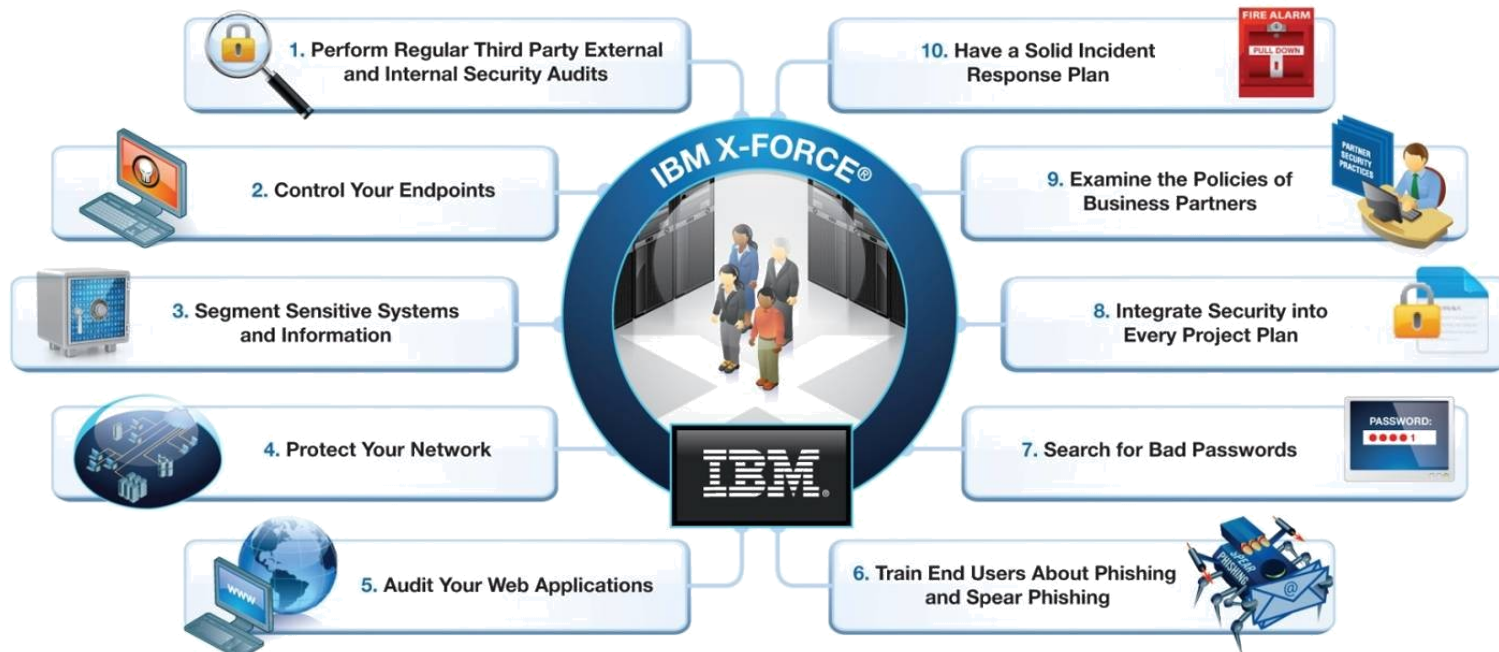 1. Perform Regular Third Party External
and Internal Security Audits
2. Control Your Endpoints
3. Segment Sensitive Systems
and Information
4. Protect Your Network
5. Audit Your Web Applications
WWW
IBM X-FORCE®
IBM®
10. Have a Solid Incident
Response Plan
FIRE ALARM
PULL DOWN
9. Examine the Policies of
Business Partners
PARTNER
SECURITY
PRACTICES
8. Integrate Security into
Every Project Plan
7. Search for Bad Passwords
PASSWORD:
●●●● 1
6. Train End Users About Phishing
and Spear Phishing
SPEAR
PHISHING
@